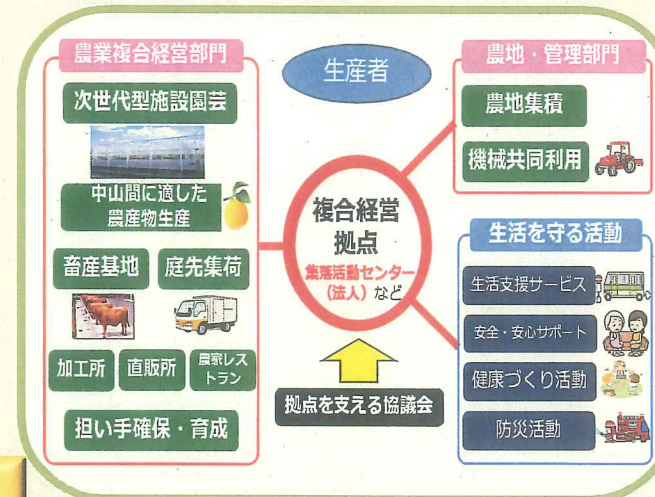 農業複合経営部門
次世代型施設園芸
中山間に適した
農産物生産
畜産基地
庭先集荷
加工所
直販所
農家レス
トラン
担い手確保・育成
生産者
複合経営
拠点
集落活動センター
(法人)など
拠点を支える協議会
農地・管理部門
農地集積
機械共同利用
生活を守る活動
生活支援サービス
安全・安心サポート
健康づくり活動
防災活動